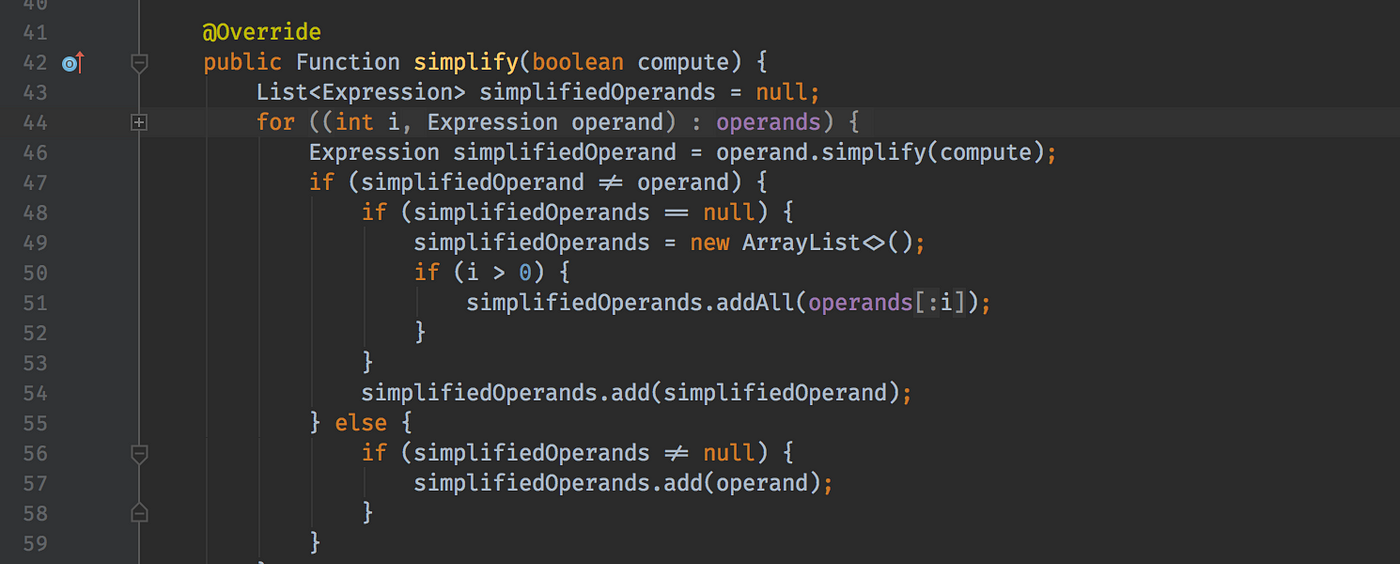 40
41 @Override
42 public Function simplify(boolean compute) {
43 List<Expression> simplifiedOperands = null;
44 for ((int i, Expression operand) : operands) {
46 Expression simplifiedOperand = operand.simplify(compute);
47 if (simplifiedOperand ≠ operand) {
48 if (simplifiedOperands == null) {
49 simplifiedOperands = new ArrayList<>();
50 if (i > 0) {
51 simplifiedOperands.addAll(operands[:i]);
52 }
53 }
54 simplifiedOperands.add(simplifiedOperand);
55 } else {
56 if (simplifiedOperands ≠ null) {
57 simplifiedOperands.add(operand);
58 }
59 }